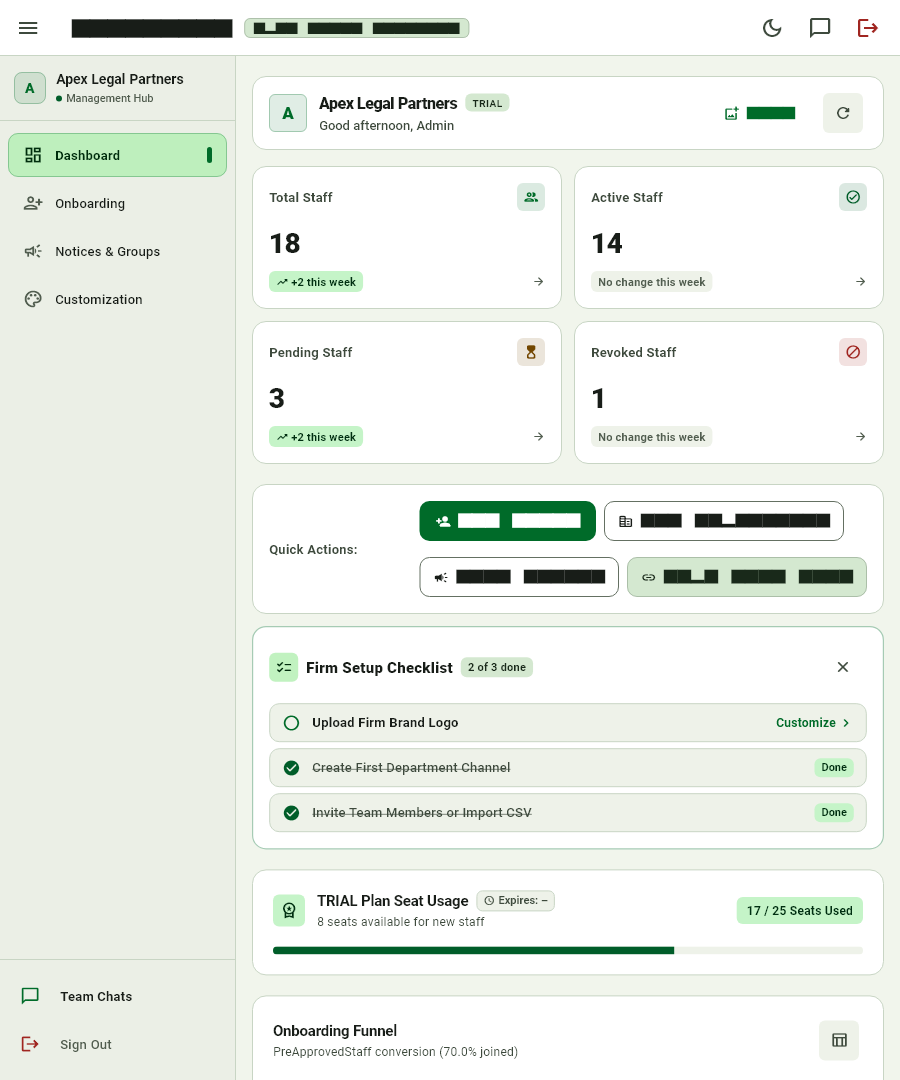 A
Apex Legal Partners
Management Hub
Dashboard
Onboarding
Notices & Groups
Customization
Team Chats
Sign Out
A
Apex Legal Partners
TRIAL
Good afternoon, Admin
Total Staff
18
+2 this week
Active Staff
14
No change this week
Pending Staff
3
+2 this week
Revoked Staff
1
No change this week
Quick Actions:
Firm Setup Checklist
2 of 3 done
Upload Firm Brand Logo
Customize
Create First Department Channel
Done
Invite Team Members or Import CSV
Done
TRIAL Plan Seat Usage
Expires: –
8 seats available for new staff
17 / 25 Seats Used
Onboarding Funnel
PreApprovedStaff conversion (70.0% joined)